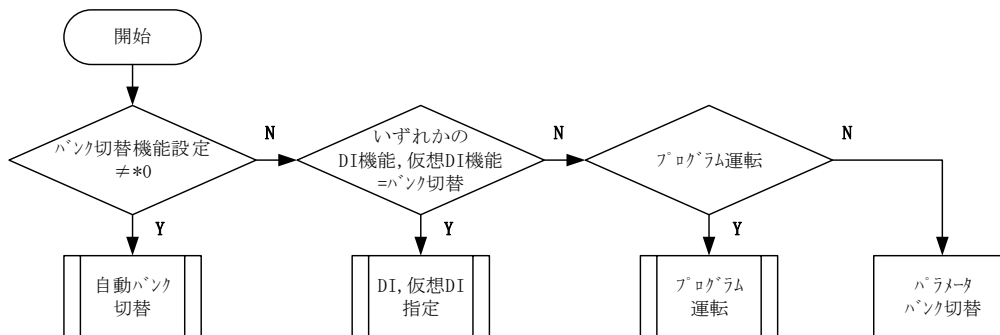 開始
ﾊﾞﾝｸ切替機能設定
≠*0
N
いずれかの
DI機能,仮想DI機能
=ﾊﾞﾝｸ切替
N
ﾌﾟﾛｸﾞﾗﾑ運転
N
Y
Y
Y
自動ﾊﾞﾝｸ
切替
DI,仮想DI
指定
ﾌﾟﾛｸﾞﾗﾑ
運転
ﾊﾟﾗﾒｰﾀ
ﾊﾞﾝｸ切替